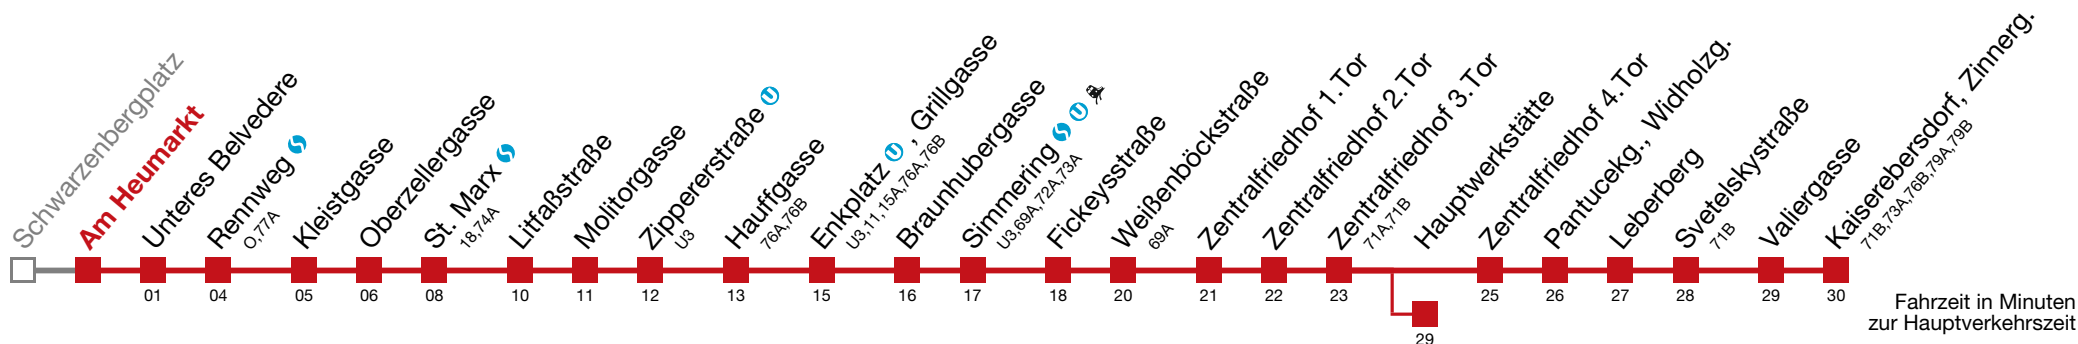 Schwarzenbergplatz
Am Heumarkt
Unteres Belvedere
Rennweg
O,77A
Kleistgasse
Oberzellergasse
St. Marx
18,74A
Litfaßstraße
Molitorgasse
Zippererstraße
U3
Hauffgasse
76A,76B
Enkplatz , Grillgasse
U3,11,15A,76A,76B
Braunhubergasse
Simmering
U3,69A,72A,73A
Fickeysstraße
Weißenböckstraße
69A
Zentralfriedhof 1.Tor
Zentralfriedhof 2.Tor
Zentralfriedhof 3.Tor
71A,71B
Hauptwerkstätte
Zentralfriedhof 4.Tor
Pantucekg., Widholzg.
Leberberg
Svetelskystraße
71B
Valiergasse
Kaiserebersdorf, Zinnerg.
71B,73A,76B,79A,79B
01 04 05 06 08 10 11 12 13 15 16 17 18 20 21 22 23 25 26 27 28 29 30
29
Fahrzeit in Minuten
zur Hauptverkehrszeit